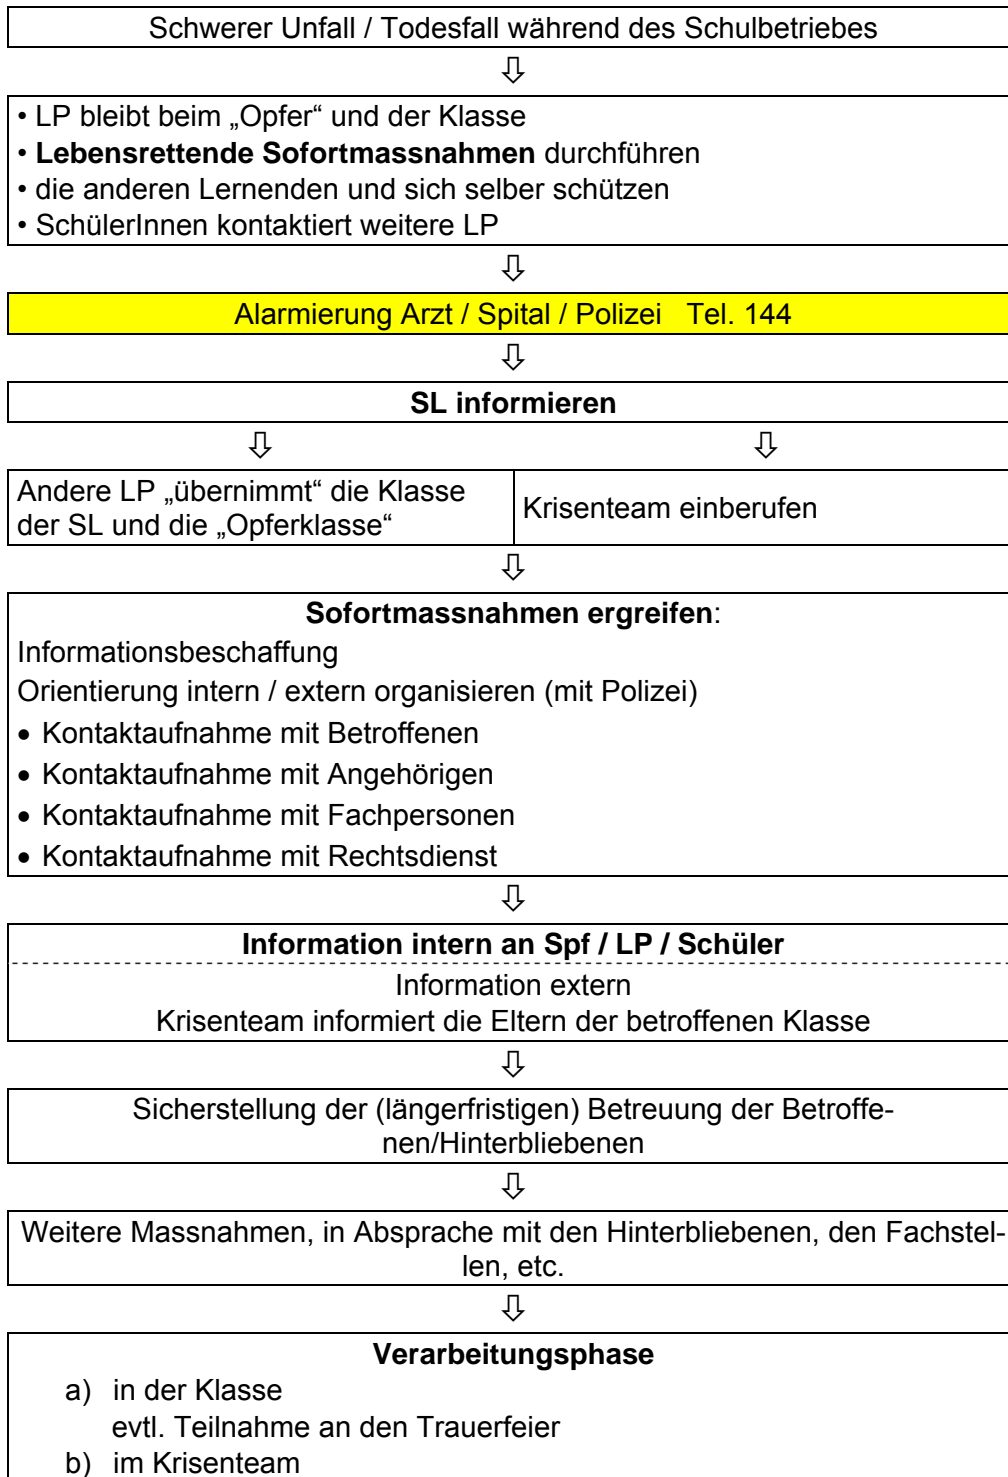 Schwerer Unfall / Todesfall während des Schulbetriebes
⇩
• LP bleibt beim „Opfer“ und der Klasse
• Lebensrettende Sofortmassnahmen durchführen
• die anderen Lernenden und sich selber schützen
• SchülerInnen kontaktiert weitere LP
⇩
Alarmierung Arzt / Spital / Polizei   Tel. 144
⇩
SL informieren
⇩ ⇩
Andere LP „übernimmt“ die Klasse
der SL und die „Opferklasse“
Krisenteam einberufen
⇩
Sofortmassnahmen ergreifen:
Informationsbeschaffung
Orientierung intern / extern organisieren (mit Polizei)
• Kontaktaufnahme mit Betroffenen
• Kontaktaufnahme mit Angehörigen
• Kontaktaufnahme mit Fachpersonen
• Kontaktaufnahme mit Rechtsdienst
⇩
Information intern an Spf / LP / Schüler
Information extern
Krisenteam informiert die Eltern der betroffenen Klasse
⇩
Sicherstellung der (längerfristigen) Betreuung der Betroffe-
nen/Hinterbliebenen
⇩
Weitere Massnahmen, in Absprache mit den Hinterbliebenen, den Fachstel-
len, etc.
⇩
Verarbeitungsphase
a) in der Klasse
evtl. Teilnahme an den Trauerfeier
b) im Krisenteam